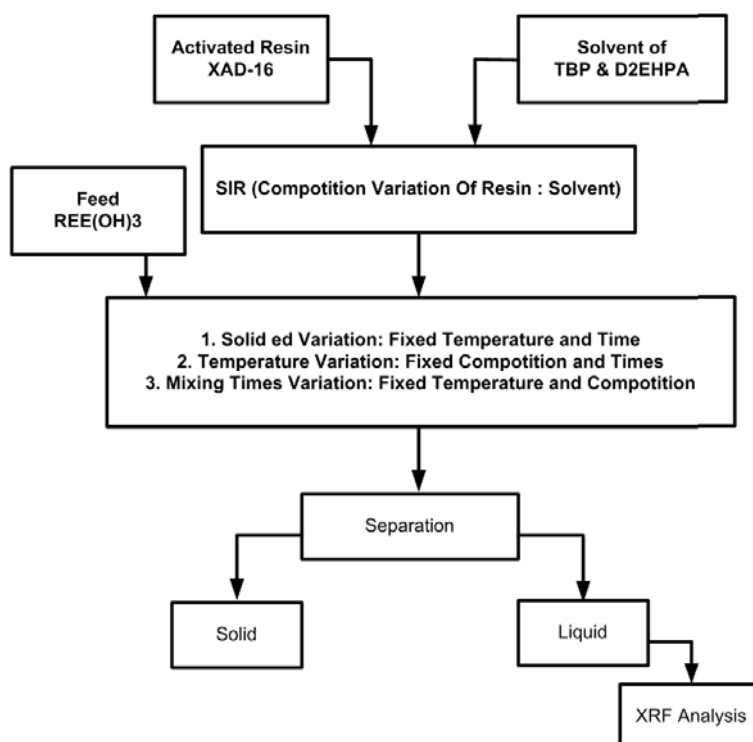 Activated Resin
XAD-16
Solvent of
TBP & D2EHPA
SIR (Compotition Variation Of Resin : Solvent)
Feed
REE(OH)3
1. Solid ed Variation: Fixed Temperature and Time
2. Temperature Variation: Fixed Compotition and Times
3. Mixing Times Variation: Fixed Temperature and Compotition
Separation
Solid
Liquid
XRF Analysis